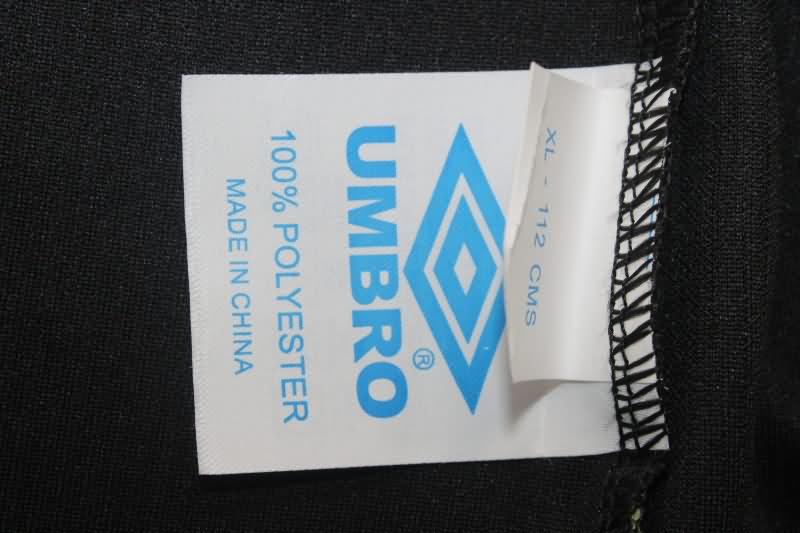 XL - 112 CMS
UMBRO®
100% POLYESTER
MADE IN CHINA